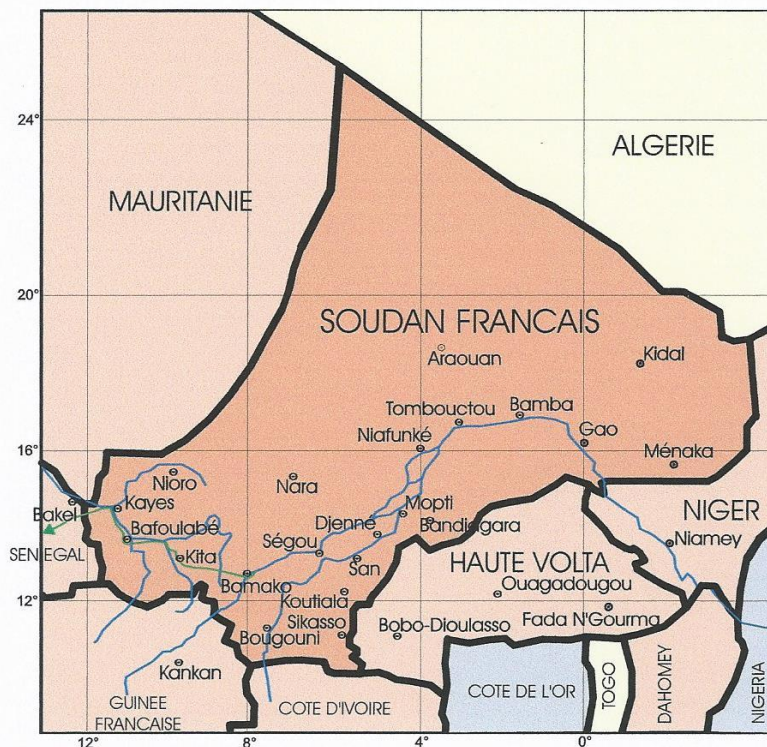 24°
ALGERIE
MAURITANIE
20°
SOUDAN FRANCAIS
Araouan
Kidal
Tombouctou
Bamba
Niafunké
Gao
16°
Ménaka
Nioro
Nara
Bakel
Kayes
Mopti
NIGER
Bafoulabé
Djenne
Bandiagara
Niamey
SENEGAL
Kita
Ségou
HAUTE VOLTA
San
Bamako
Ouagadougou
12°
Koutiala
Fada N'Gourma
Sikasso
Bougouni
Bobo-Dioulasso
Kankan
GUINEE
FRANCAISE
COTE D'IVOIRE
COTE DE L'OR
TOGO
DAHOMEY
NIGERIA
12°
8°
4°
0°